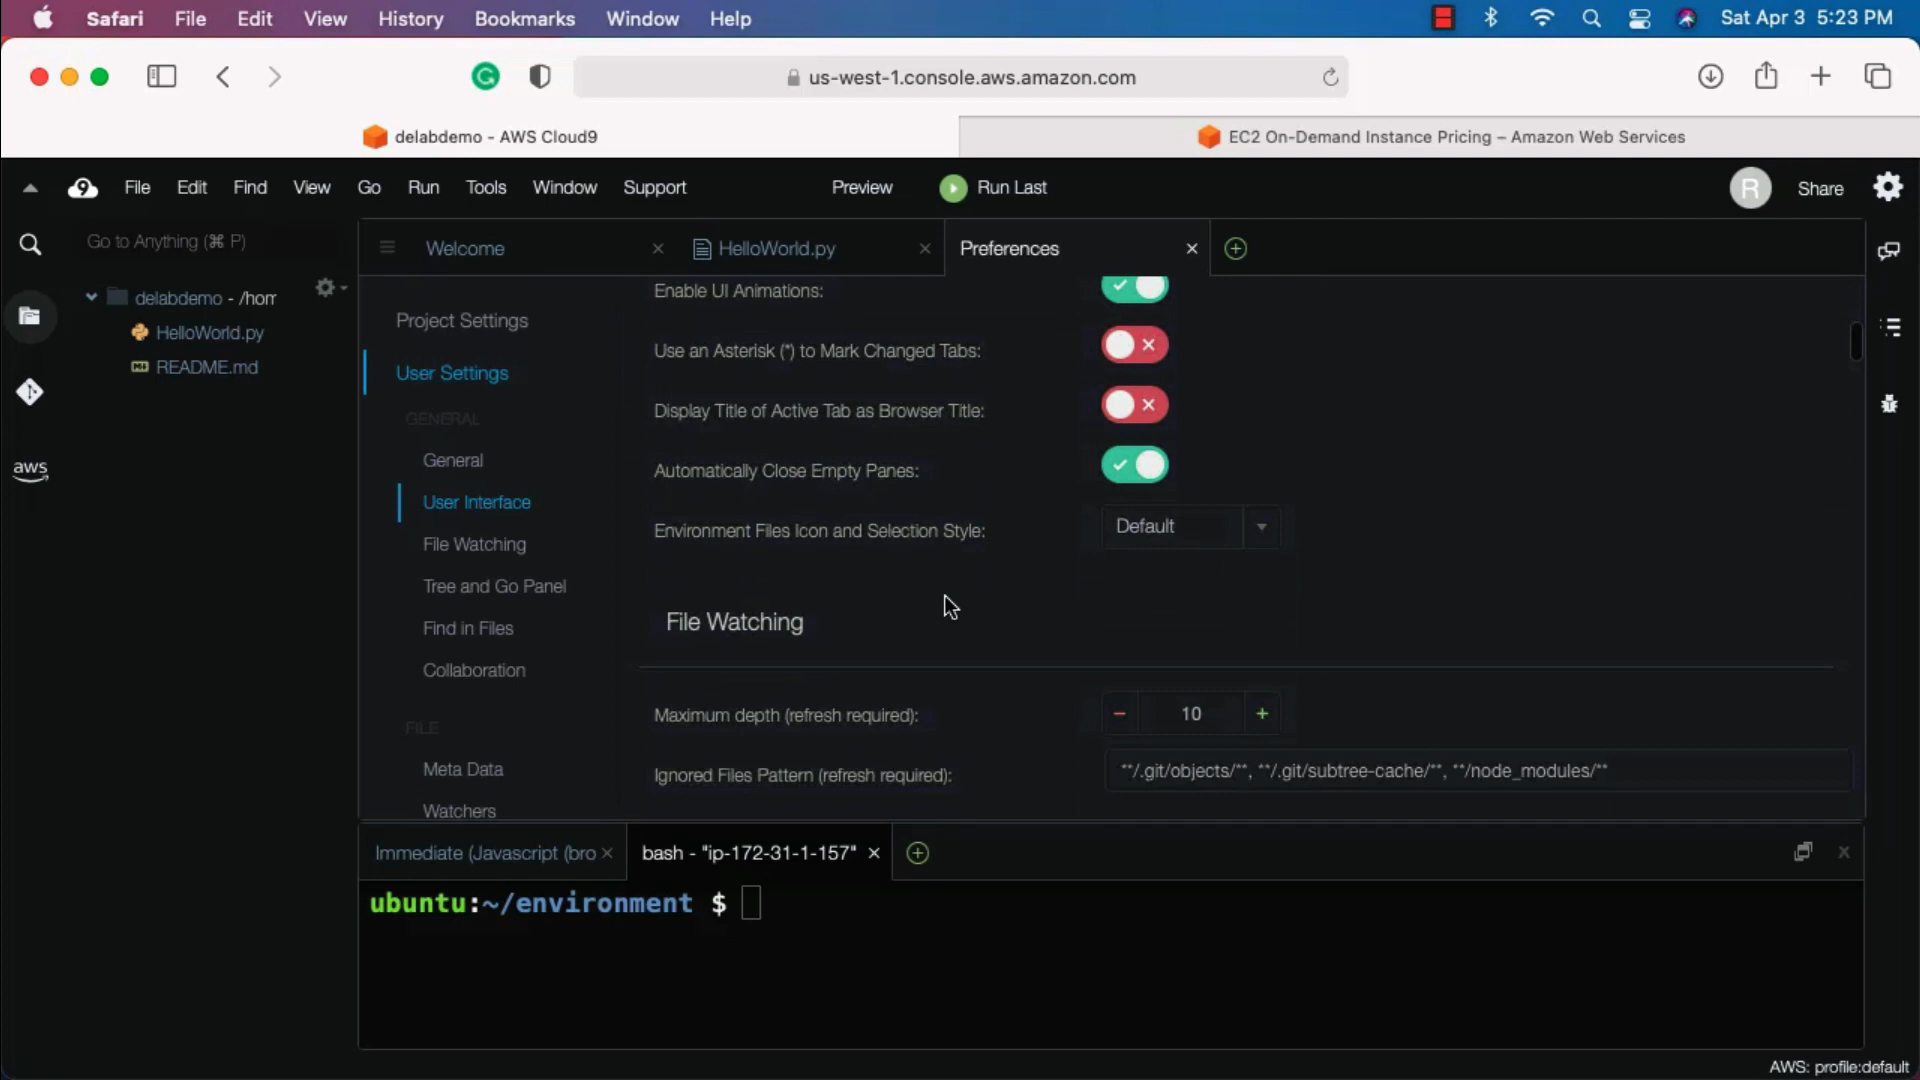 Safari File Edit View History Bookmarks Window Help Sat Apr 3 5:23 PM
us-west-1.console.aws.amazon.com
delabdemo - AWS Cloud9
EC2 On-Demand Instance Pricing – Amazon Web Services
9 File Edit Find View Go Run Tools Window Support Preview Run Last R Share
Go to Anything (⌘ P)
Welcome HelloWorld.py Preferences
delabdemo - /hom
HelloWorld.py
README.md
aws
Project Settings
User Settings
GENERAL
General
User Interface
File Watching
Tree and Go Panel
Find in Files
Collaboration
FILE
Meta Data
Watchers
Enable UI Animations:
Use an Asterisk (*) to Mark Changed Tabs:
Display Title of Active Tab as Browser Title:
Automatically Close Empty Panes:
Environment Files Icon and Selection Style: Default
File Watching
Maximum depth (refresh required): − 10 +
Ignored Files Pattern (refresh required): **/.git/objects/**, **/.git/subtree-cache/**, **/node_modules/**
Immediate (Javascript (bro bash - "ip-172-31-1-157"
ubuntu:~/environment $
AWS: profile:default